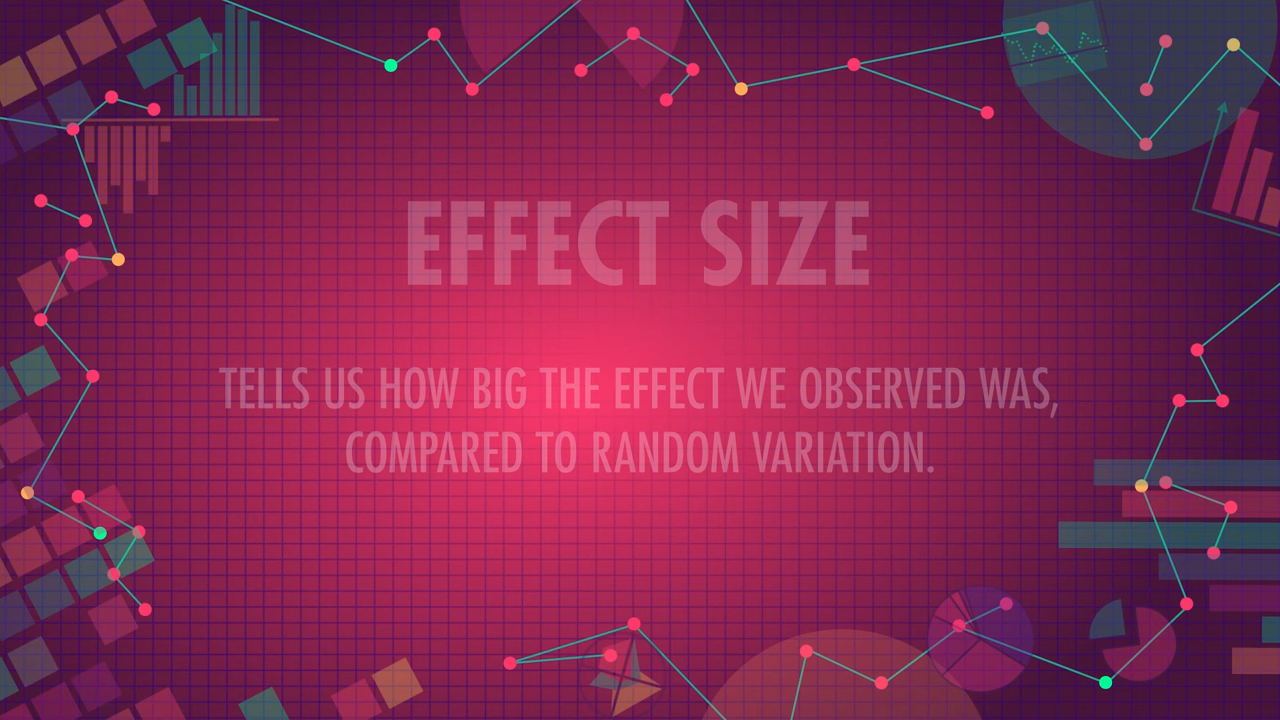 EFFECT SIZE
TELLS US HOW BIG THE EFFECT WE OBSERVED WAS,
COMPARED TO RANDOM VARIATION.